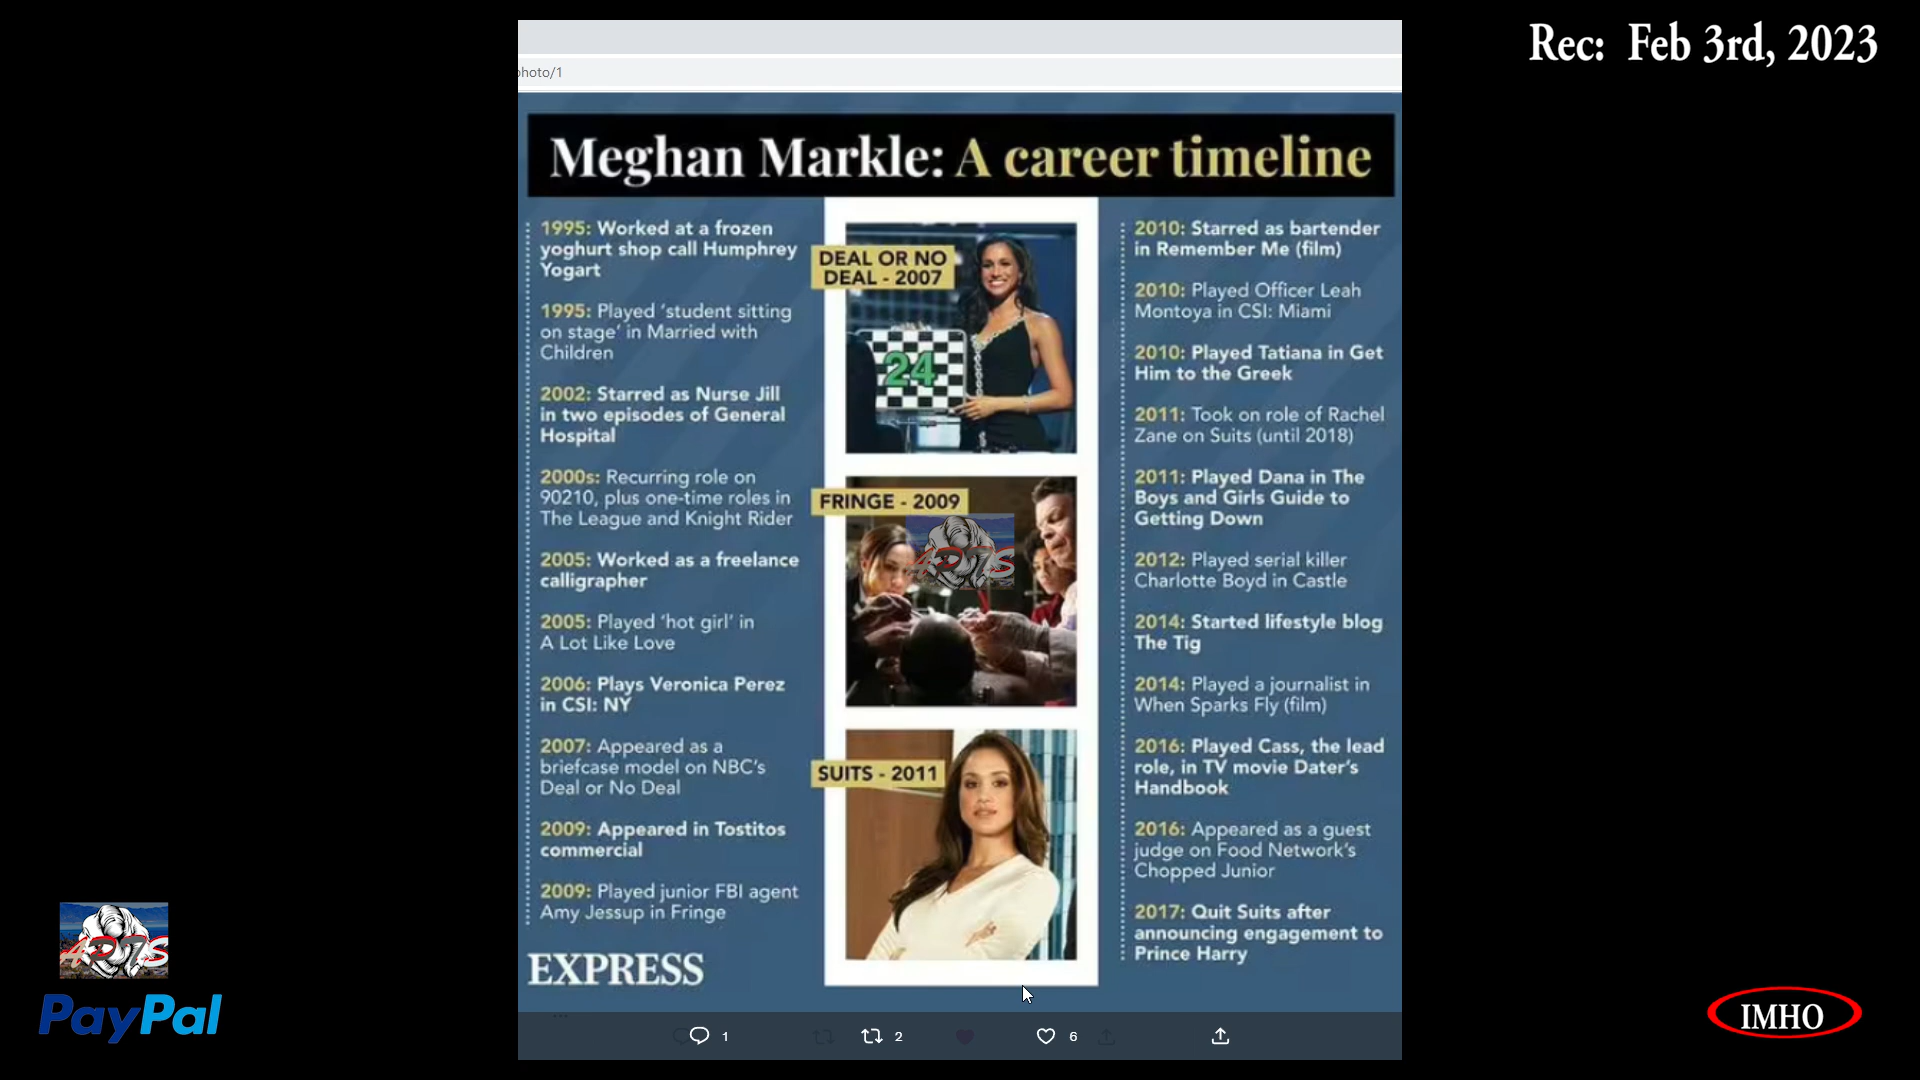 Rec: Feb 3rd, 2023
photo/1
Meghan Markle: A career timeline
1995: Worked at a frozen
yoghurt shop call Humphrey
Yogart
1995: Played ‘student sitting
on stage’ in Married with
Children
2002: Starred as Nurse Jill
in two episodes of General
Hospital
2000s: Recurring role on
90210, plus one-time roles in
The League and Knight Rider
2005: Worked as a freelance
calligrapher
2005: Played ‘hot girl’ in
A Lot Like Love
2006: Plays Veronica Perez
in CSI: NY
2007: Appeared as a
briefcase model on NBC’s
Deal or No Deal
2009: Appeared in Tostitos
commercial
2009: Played junior FBI agent
Amy Jessup in Fringe
EXPRESS
DEAL OR NO
DEAL - 2007
24
FRINGE - 2009
SUITS - 2011
2010: Starred as bartender
in Remember Me (film)
2010: Played Officer Leah
Montoya in CSI: Miami
2010: Played Tatiana in Get
Him to the Greek
2011: Took on role of Rachel
Zane on Suits (until 2018)
2011: Played Dana in The
Boys and Girls Guide to
Getting Down
2012: Played serial killer
Charlotte Boyd in Castle
2014: Started lifestyle blog
The Tig
2014: Played a journalist in
When Sparks Fly (film)
2016: Played Cass, the lead
role, in TV movie Dater’s
Handbook
2016: Appeared as a guest
judge on Food Network’s
Chopped Junior
2017: Quit Suits after
announcing engagement to
Prince Harry
1 2 6
PayPal
IMHO